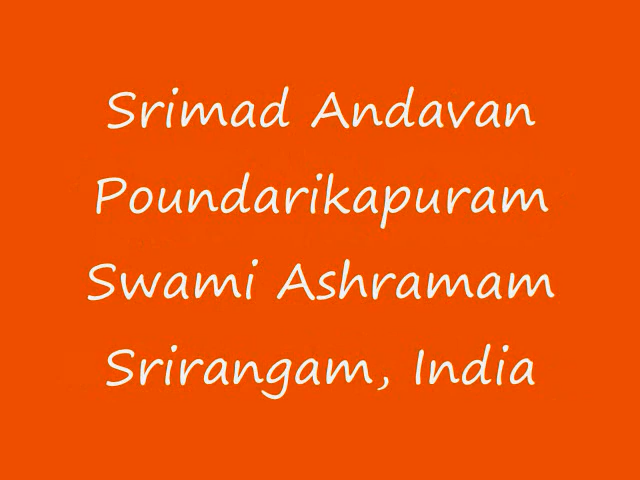 Srimad Andavan
Poundarikapuram
Swami Ashramam
Srirangam, India